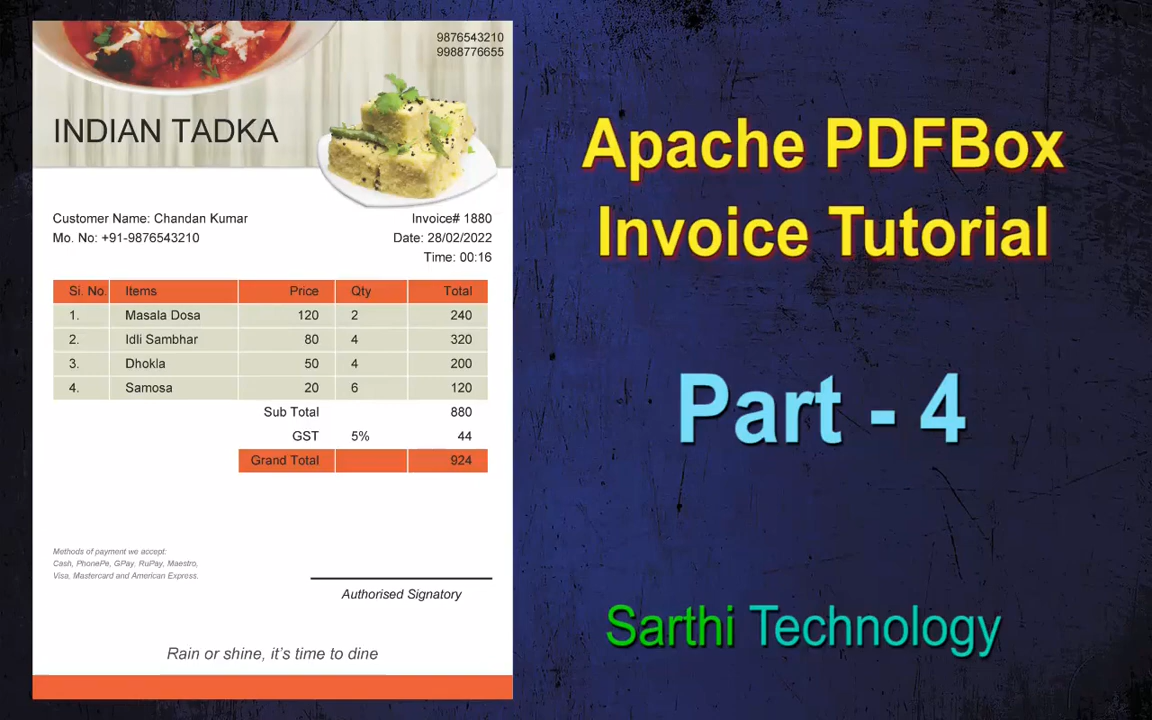 9876543210
9988776655
INDIAN TADKA
Customer Name: Chandan Kumar
Mo. No: +91-9876543210
Invoice# 1880
Date: 28/02/2022
Time: 00:16
Si. No. Items Price Qty Total
1. Masala Dosa 120 2 240
2. Idli Sambhar 80 4 320
3. Dhokla 50 4 200
4. Samosa 20 6 120
Sub Total 880
GST 5% 44
Grand Total 924
Methods of payment we accept:
Cash, PhonePe, GPay. RuPay, Maestro,
Visa, Mastercard and American Express.
Authorised Signatory
Rain or shine, it's time to dine
Apache PDFBox
Invoice Tutorial
Part - 4
Sarthi Technology